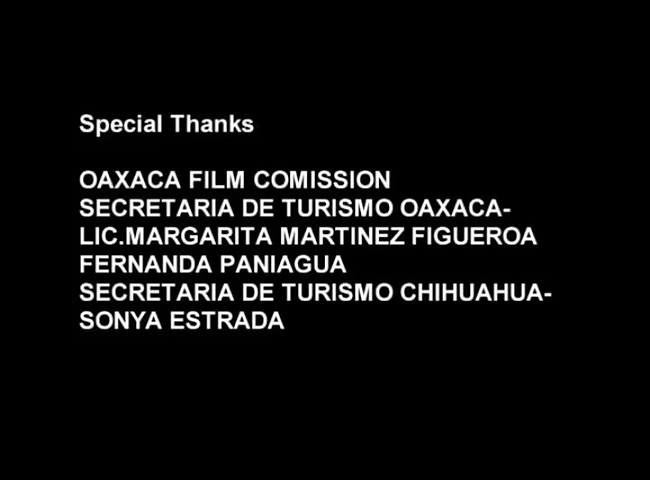 Special Thanks
OAXACA FILM COMISSION
SECRETARIA DE TURISMO OAXACA-
LIC.MARGARITA MARTINEZ FIGUEROA
FERNANDA PANIAGUA
SECRETARIA DE TURISMO CHIHUAHUA-
SONYA ESTRADA